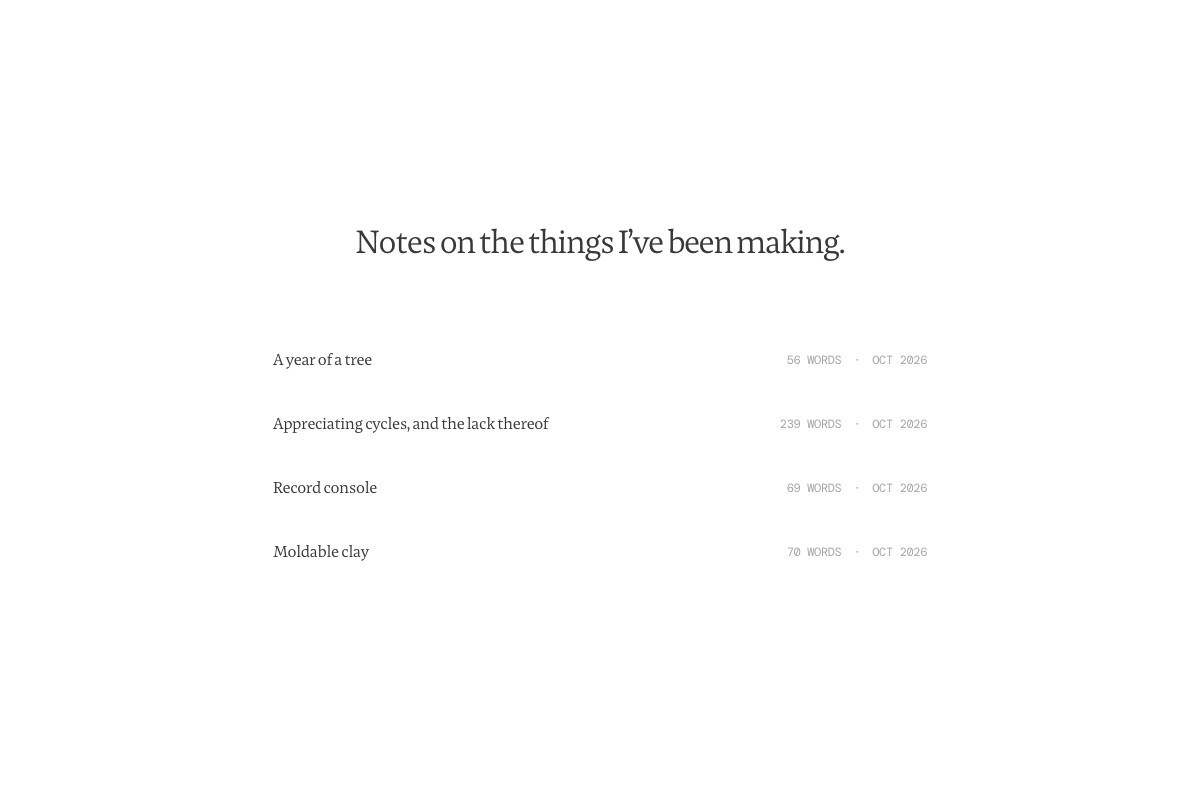 Notes on the things I’ve been making.
A year of a tree 56 WORDS · OCT 2026
Appreciating cycles, and the lack thereof 239 WORDS · OCT 2026
Record console 69 WORDS · OCT 2026
Moldable clay 70 WORDS · OCT 2026